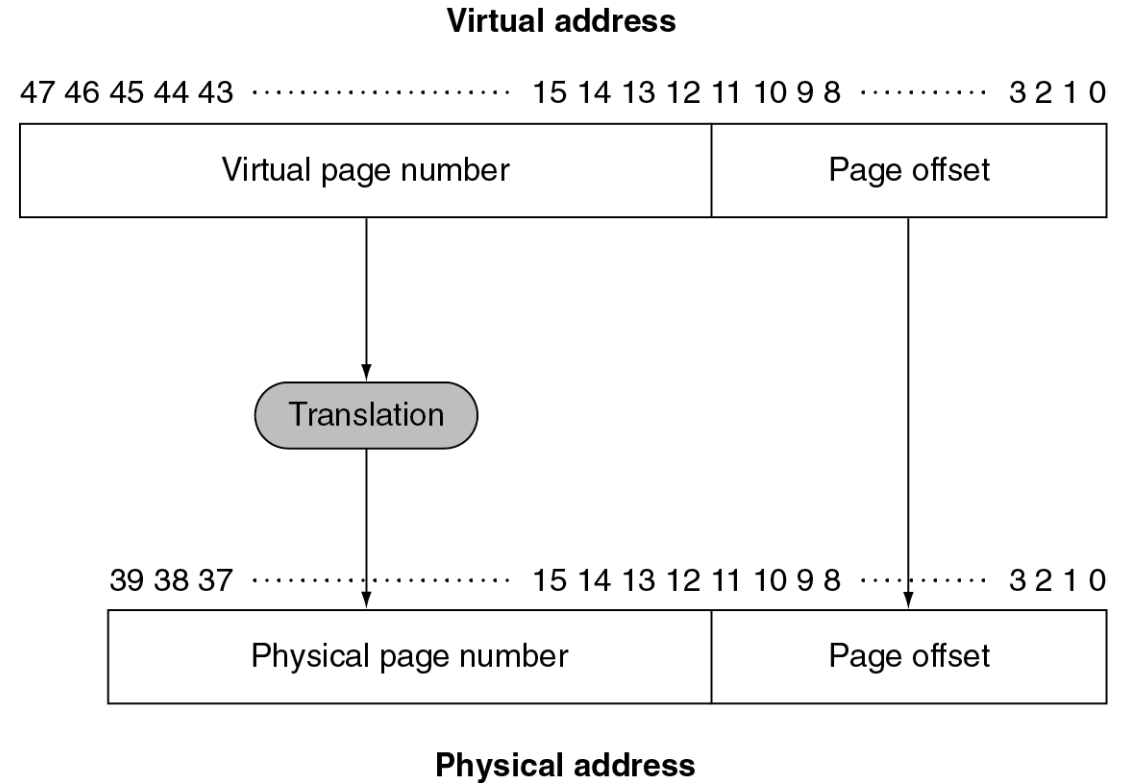 Virtual address
47 46 45 44 43 ······················ 15 14 13 12 11 10 9 8 ··········· 3 2 1 0
Virtual page number Page offset
Translation
39 38 37 ······················ 15 14 13 12 11 10 9 8 ··········· 3 2 1 0
Physical page number Page offset
Physical address